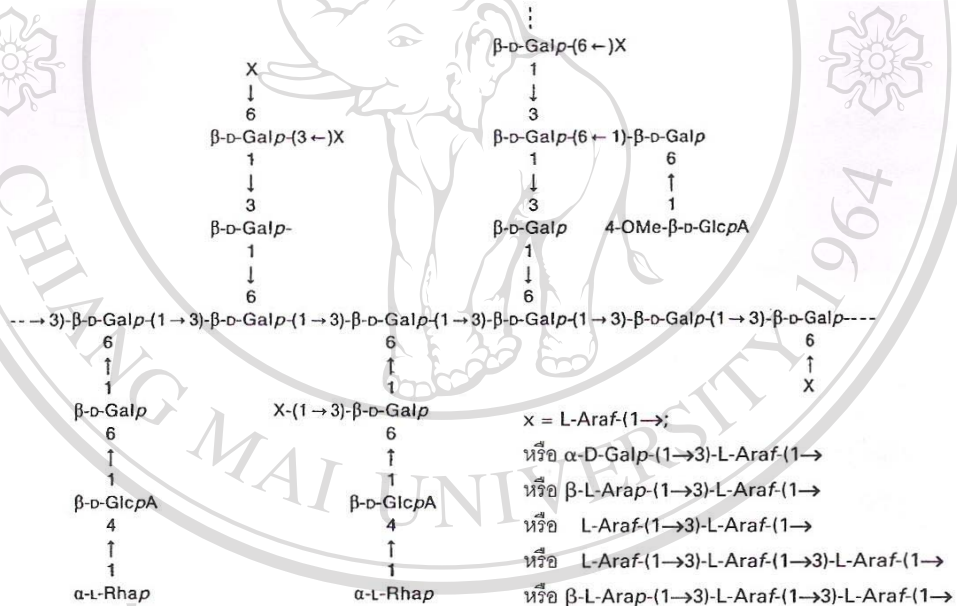 β-D-Galp-(6←)X
X
1
↓
↓
6
3
β-D-Galp-(3←)X
β-D-Galp-(6←1)-β-D-Galp
1
1
6
↓
↓
↑
3
3
1
β-D-Galp-
β-D-Galp
4-OMe-β-D-GlcpA
1
1
↓
↓
6
6
---→3)-β-D-Galp-(1→3)-β-D-Galp-(1→3)-β-D-Galp-(1→3)-β-D-Galp-(1→3)-β-D-Galp-(1→3)-β-D-Galp----
6
6
6
↑
↑
↑
1
1
X
β-D-Galp
X-(1→3)-β-D-Galp
6
6
↑
↑
1
1
β-D-GlcpA
β-D-GlcpA
4
4
↑
↑
1
1
α-L-Rhap
α-L-Rhap
x = L-Araf-(1→;
หรือ α-D-Galp-(1→3)-L-Araf-(1→
หรือ β-L-Arap-(1→3)-L-Araf-(1→
หรือ L-Araf-(1→3)-L-Araf-(1→
หรือ L-Araf-(1→3)-L-Araf-(1→3)-L-Araf-(1→
หรือ β-L-Arap-(1→3)-L-Araf-(1→3)-L-Araf-(1→
CHIANG MAI UNIVERSITY 1964